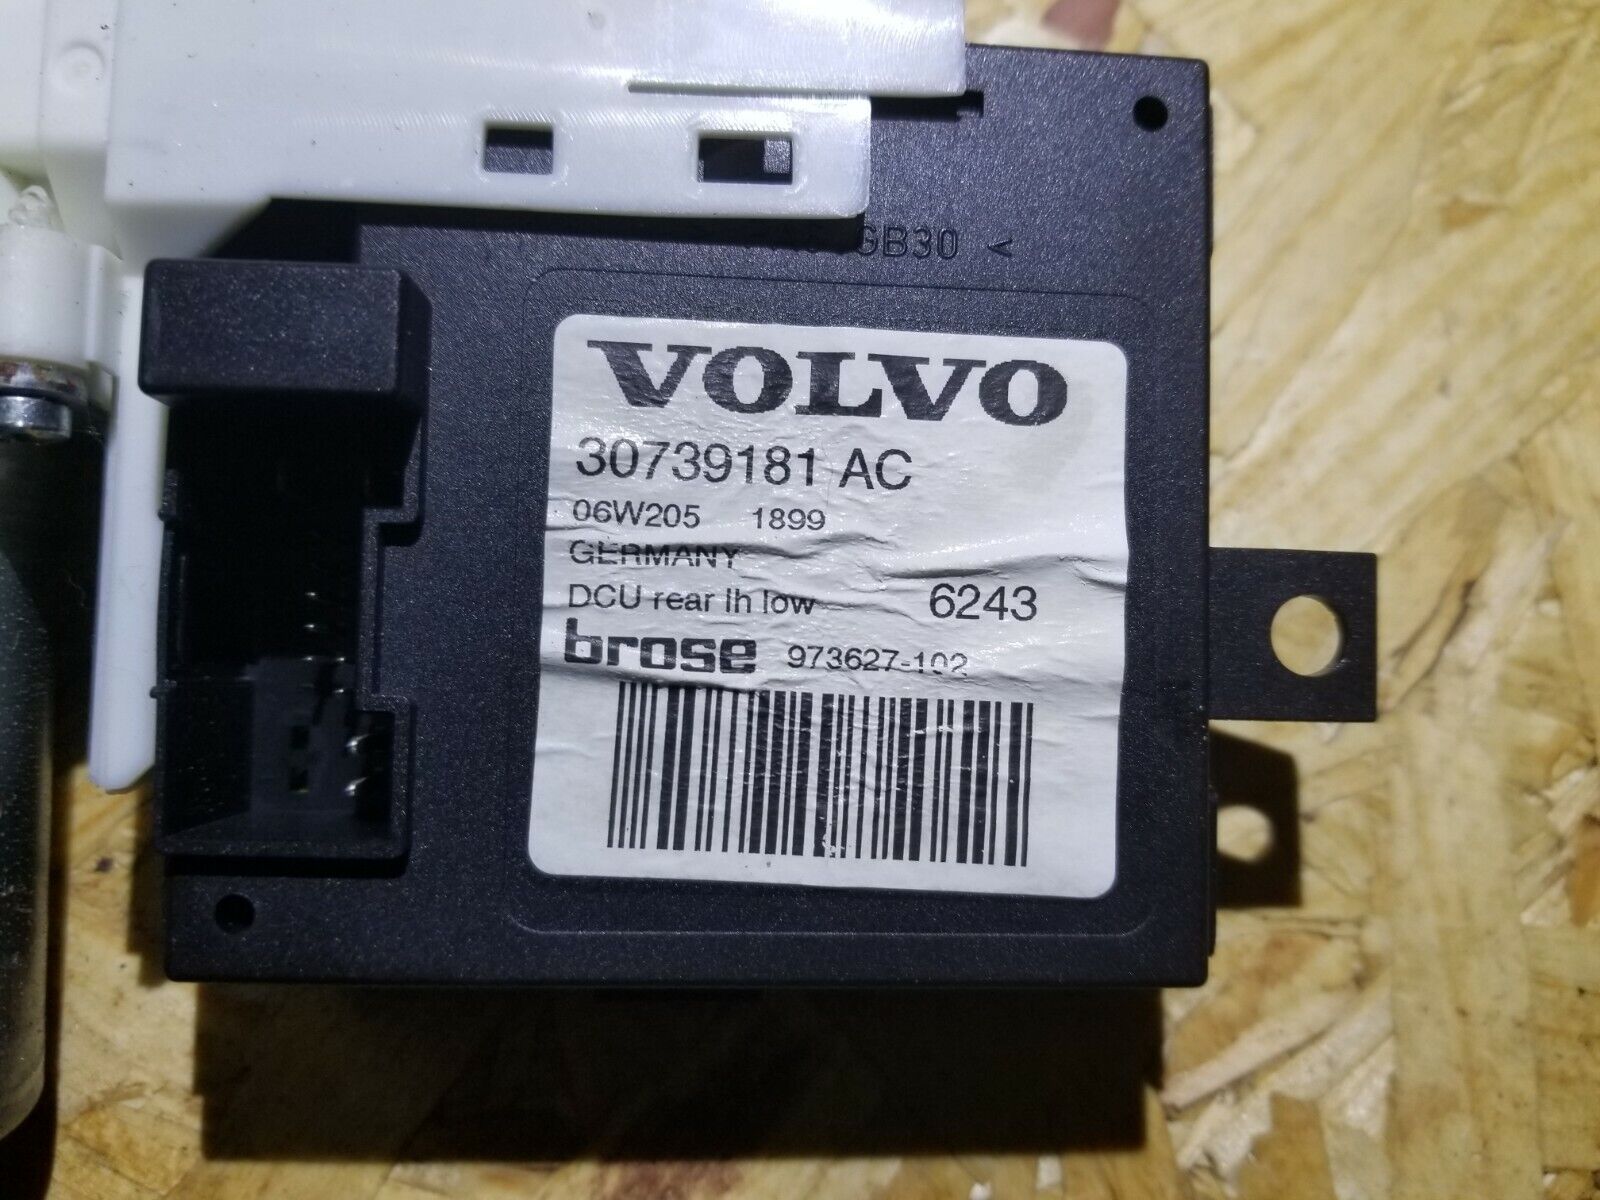 GB30 <
VOLVO
30739181 AC
06W205 1899
GERMANY
DCU rear lh low 6243
brose 973627-102